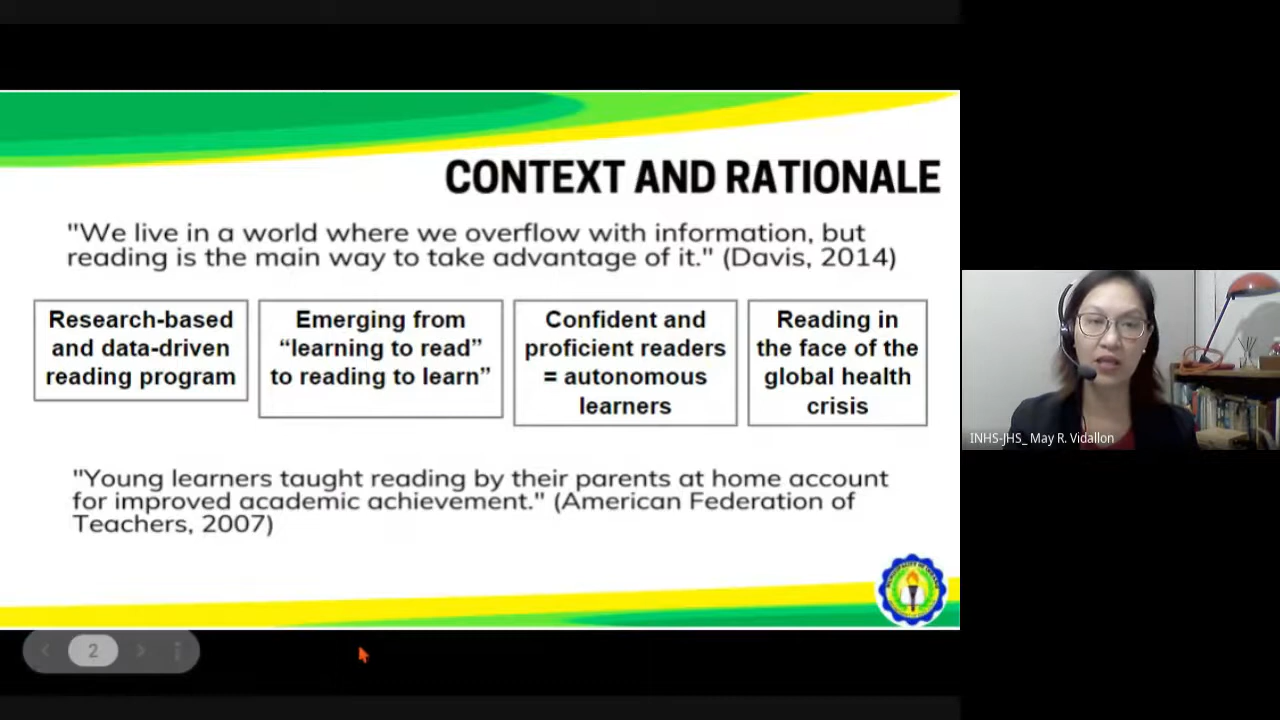 CONTEXT AND RATIONALE
"We live in a world where we overflow with information, but
reading is the main way to take advantage of it." (Davis, 2014)
Research-based
and data-driven
reading program
Emerging from
“learning to read”
to reading to learn”
Confident and
proficient readers
= autonomous
learners
Reading in
the face of the
global health
crisis
"Young learners taught reading by their parents at home account
for improved academic achievement." (American Federation of
Teachers, 2007)
2
INHS-JHS_ May R. Vidallon